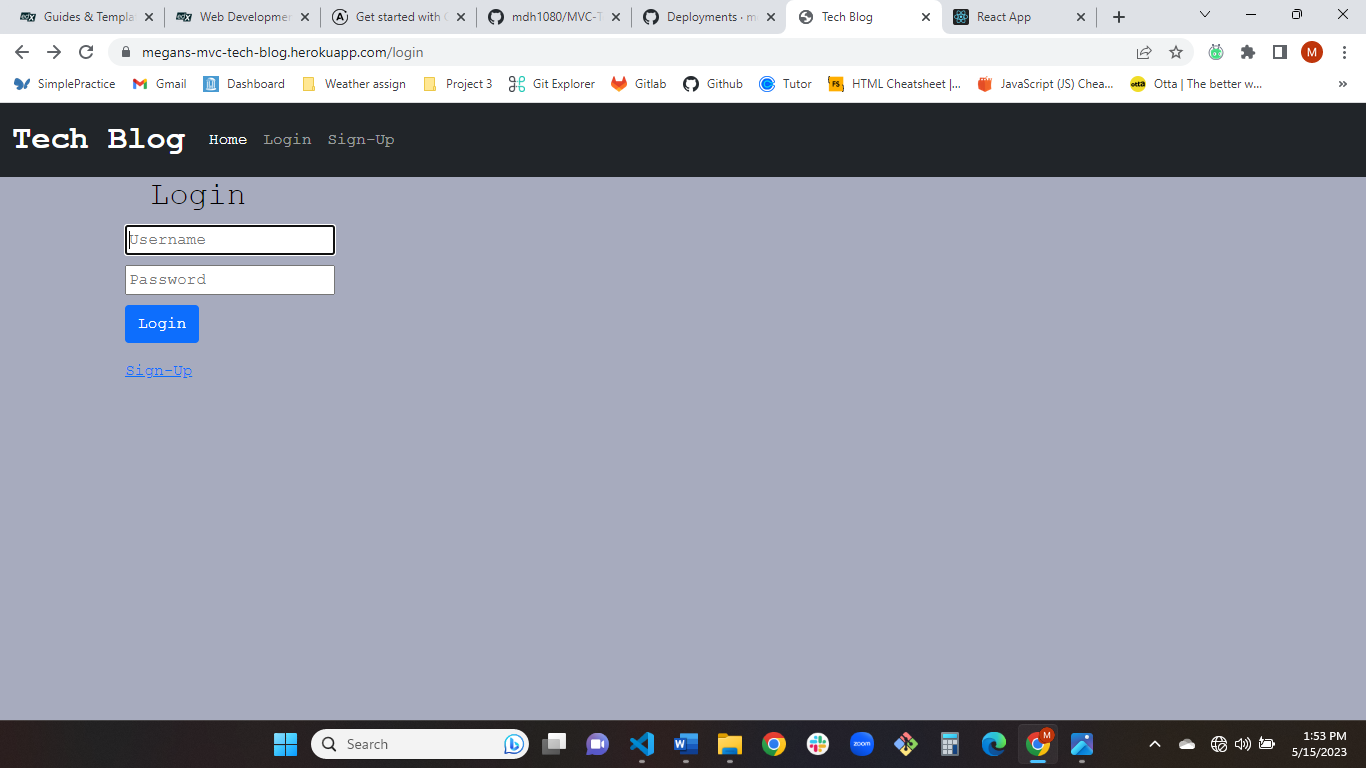 Guides & Templa
Web Developmen
Get started with
mdh1080/MVC-T
Deployments · m
Tech Blog
React App
megans-mvc-tech-blog.herokuapp.com/login
M
SimplePractice
Gmail
Dashboard
Weather assign
Project 3
Git Explorer
Gitlab
Github
Tutor
HTML Cheatsheet |...
JavaScript (JS) Chea...
Otta | The better w...
Tech Blog
Home
Login
Sign-Up
Login
Username
Password
Login
Sign-Up
Search
zoom
M
1:53 PM
5/15/2023